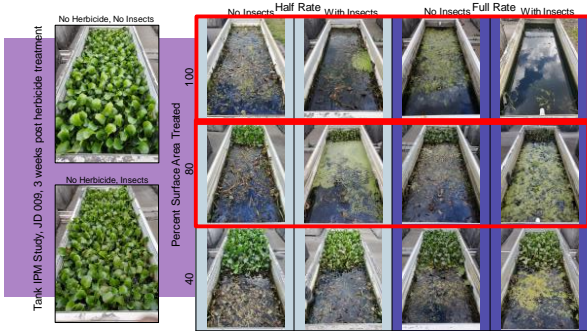 Half Rate
Full Rate
No Herbicide, No Insects
No Insects
With Insects
No Insects
With Insects
Tank IPM Study, JD 009, 3 weeks post herbicide treatment
No Herbicide, Insects
Percent Surface Area Treated
100
80
40